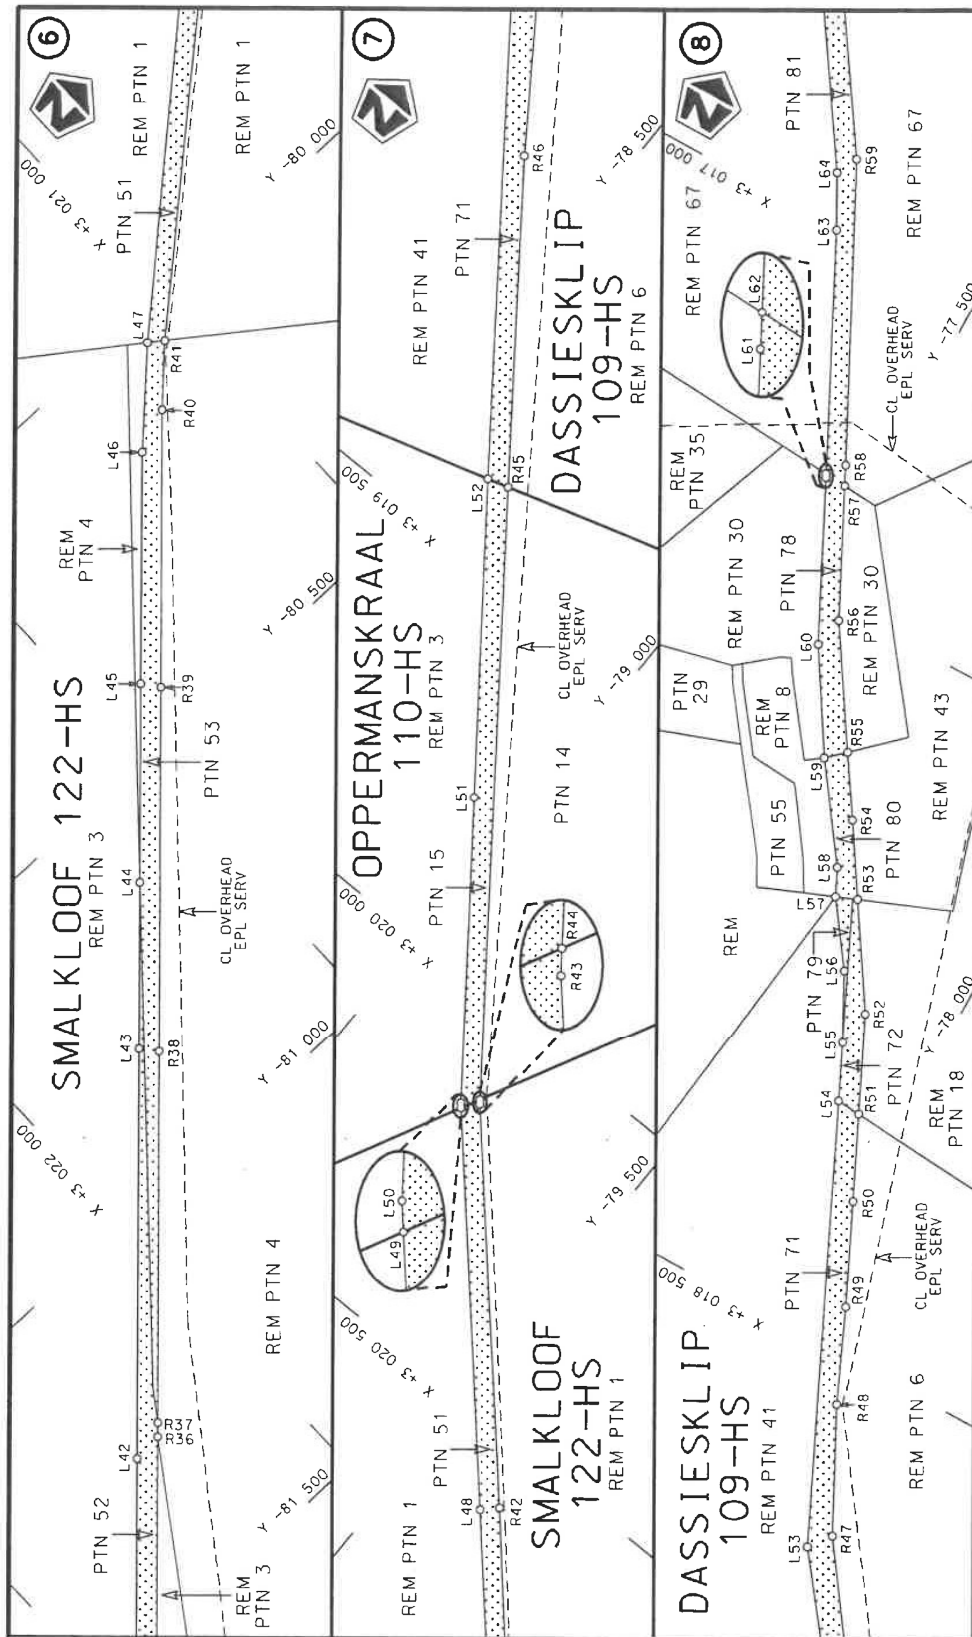 6
REM PTN 1
REM PTN 1
X +3 021 000
PTN 51
Y -80 000
L47
R41
R40
L46
REM
PTN 4
Y -80 500
L45
R39
SMALKLOOF 122-HS
REM PTN 3
PTN 53
L44
CL OVERHEAD
EPL SERV
L43
R38
Y -81 000
X +3 022 000
REM PTN 4
R37
R36
L42
PTN 52
Y -81 500
REM
PTN 3
7
R46
REM PTN 41
PTN 71
DASSIESKLIP
109-HS
REM PTN 6
X +3 019 500
L52
R45
OPPERMANSKRAAL
110-HS
REM PTN 3
CL OVERHEAD
EPL SERV
Y -79 000
L51
PTN 14
PTN 15
X +3 020 000
R44
R43
L50
L49
Y -79 500
X +3 020 500
SMALKLOOF
122-HS
REM PTN 1
PTN 51
L48
R42
REM PTN 1
8
PTN 81
Y -78 500
X +3 017 000
L64
R59
REM PTN 67
REM PTN 67
L63
L62
L61
Y -77 500
CL OVERHEAD
EPL SERV
REM
PTN 35
R58
R57
REM PTN 30
PTN 78
R56
REM PTN 30
L60
PTN
29
REM
PTN 8
R55
L59
REM PTN 43
PTN 55
R54
PTN 80
L58
R53
L57
REM
PTN 79
L56
R52
Y -78 000
L55
PTN 72
L54
R51
REM
PTN 18
R50
X +3 018 500
PTN 71
R49
CL OVERHEAD
EPL SERV
DASSIESKLIP
109-HS
REM PTN 41
R48
REM PTN 6
L53
R47